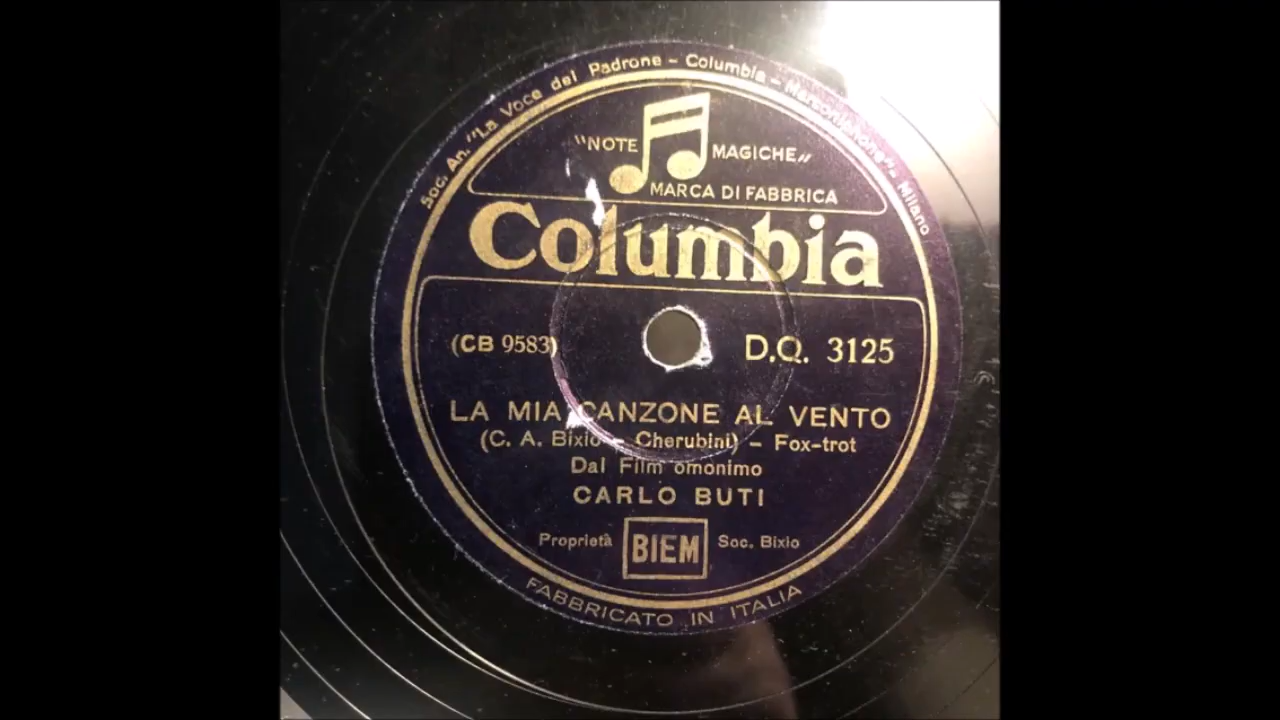 Soc. An. "La Voce del Padrone - Columbia - Marconiphone" - Milano
"NOTE MAGICHE"
MARCA DI FABBRICA
Columbia
(CB 9583) D.Q. 3125
LA MIA CANZONE AL VENTO
(C. A. Bixio - Cherubini) - Fox-trot
Dal Film omonimo
CARLO BUTI
Proprietà BIEM Soc. Bixio
FABBRICATO IN ITALIA